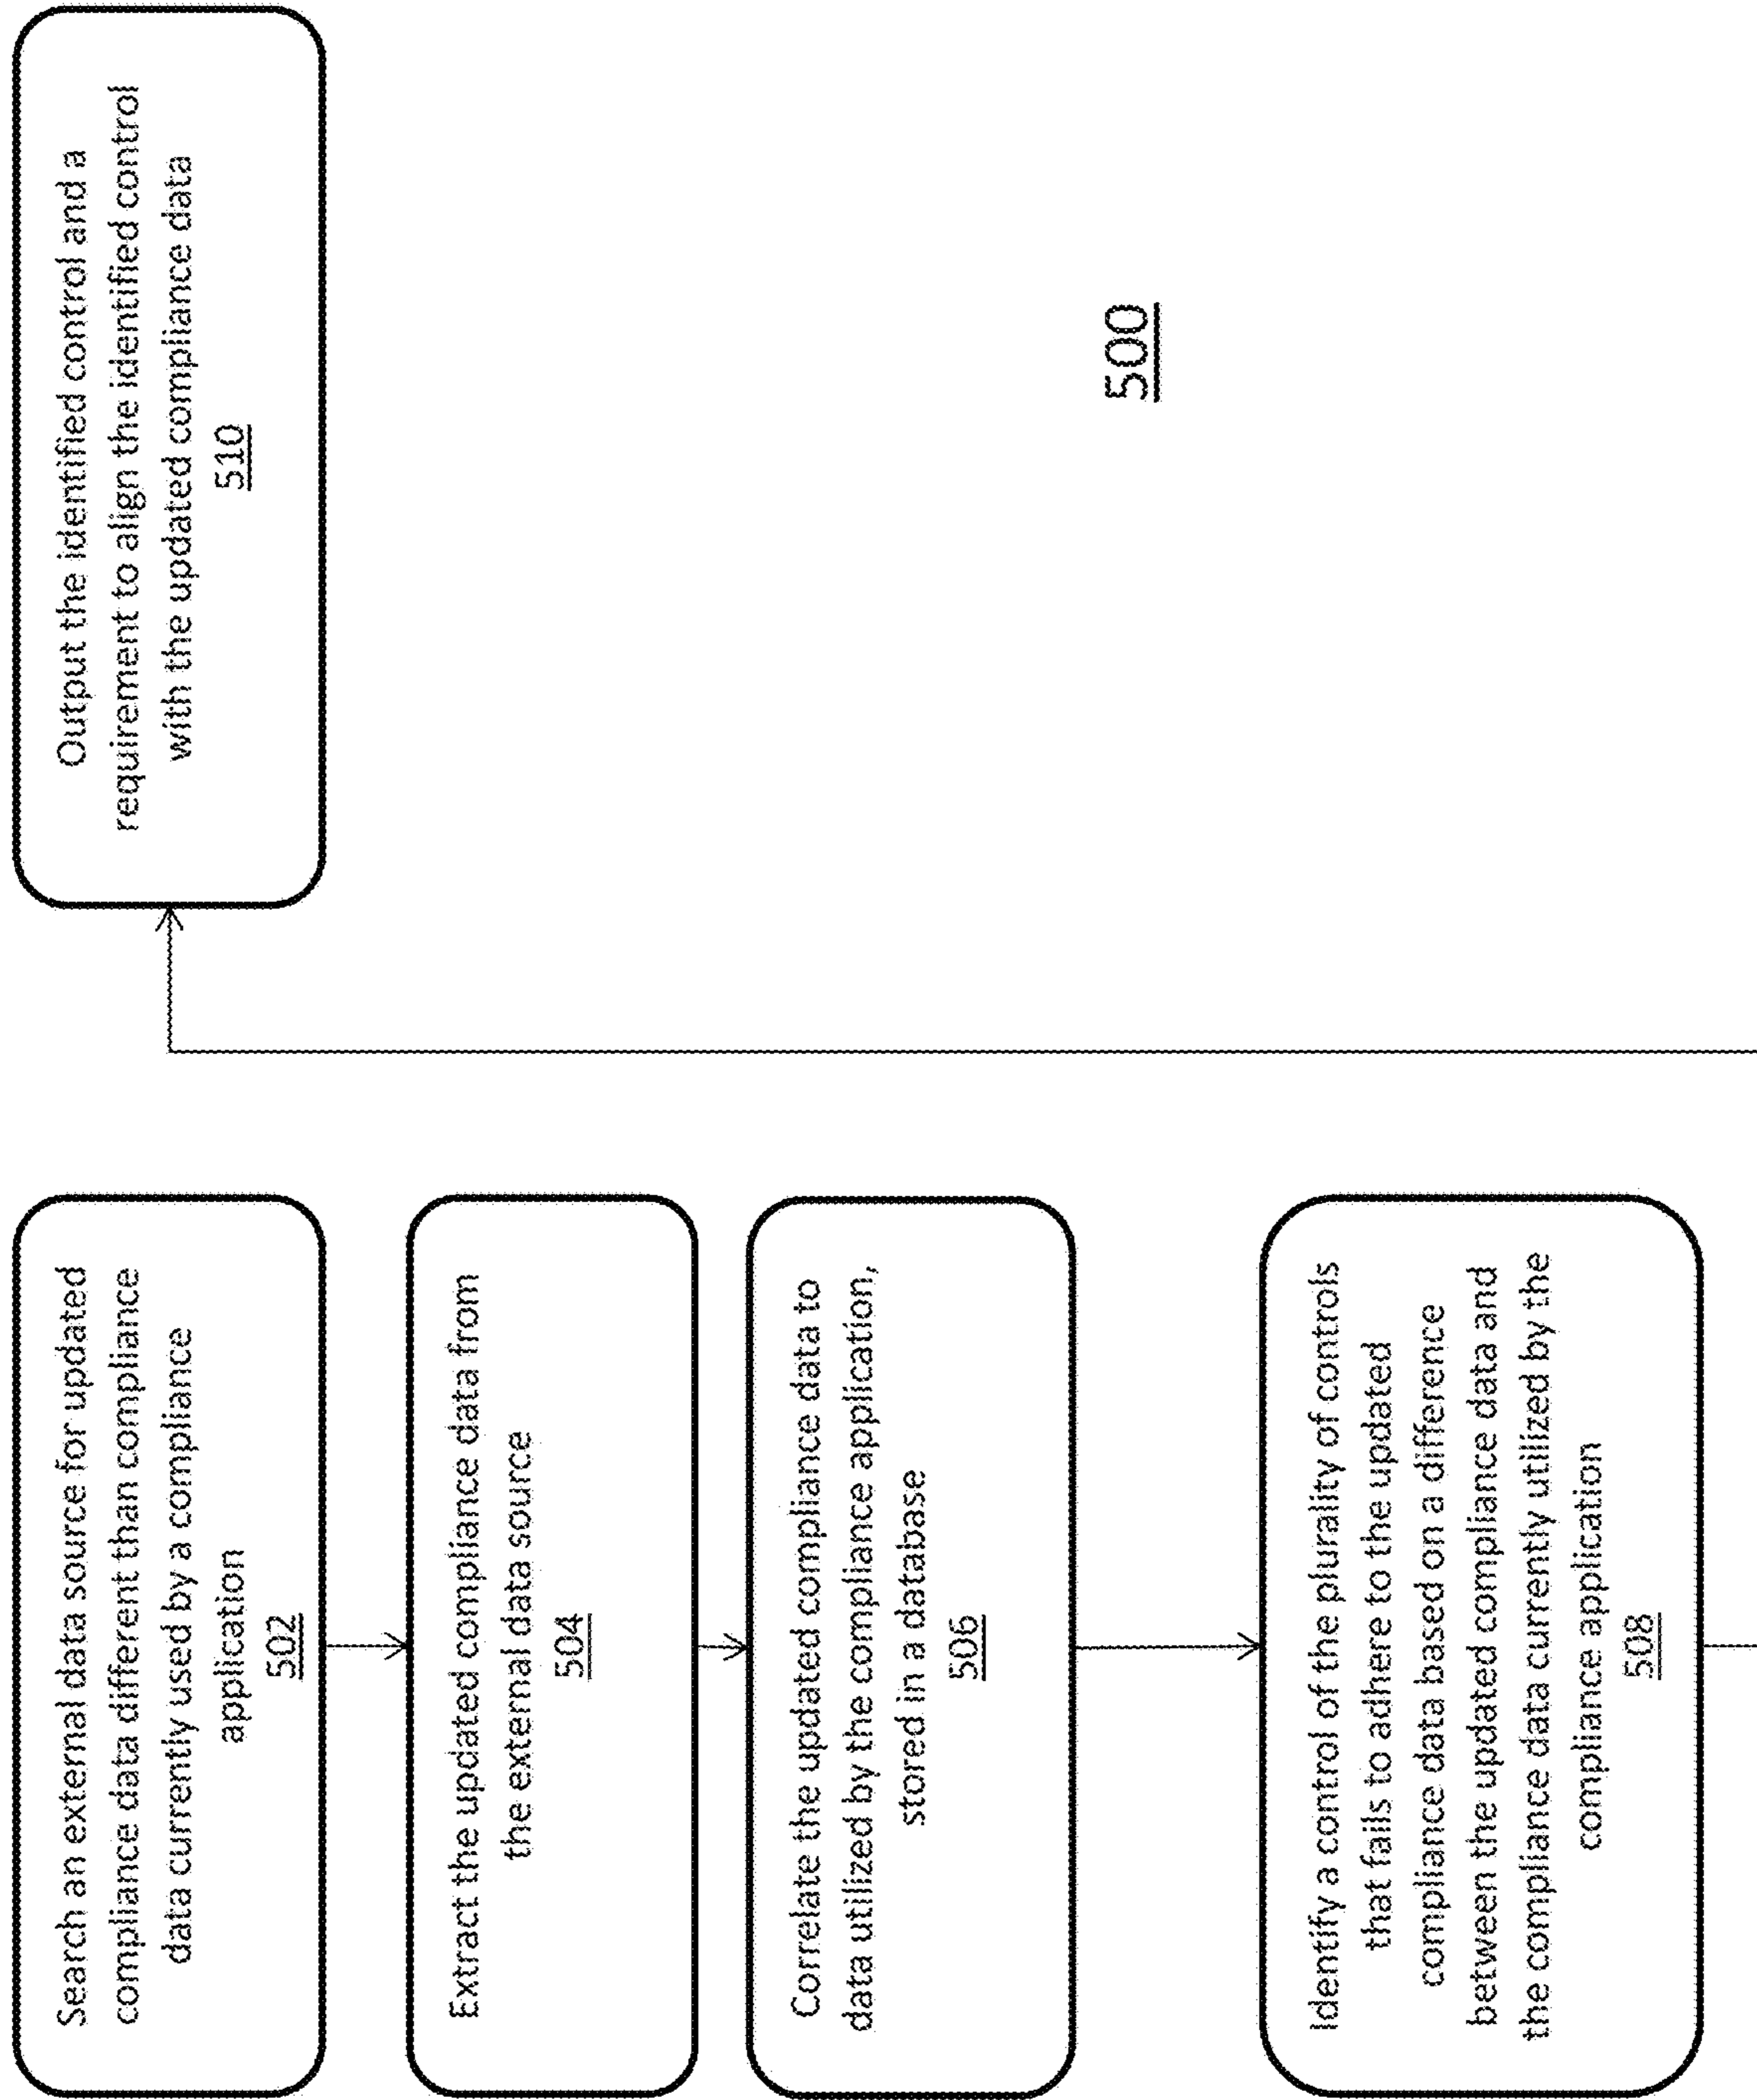 Search an external data source for updated
compliance data different than compliance
data currently used by a compliance
application
502
Extract the updated compliance data from
the external data source
504
Correlate the updated compliance data to
data utilized by the compliance application,
stored in a database
506
Identify a control of the plurality of controls
that fails to adhere to the updated
compliance data based on a difference
between the updated compliance data and
the compliance data currently utilized by the
compliance application
508
Output the identified control and a
requirement to align the identified control
with the updated compliance data
510
500